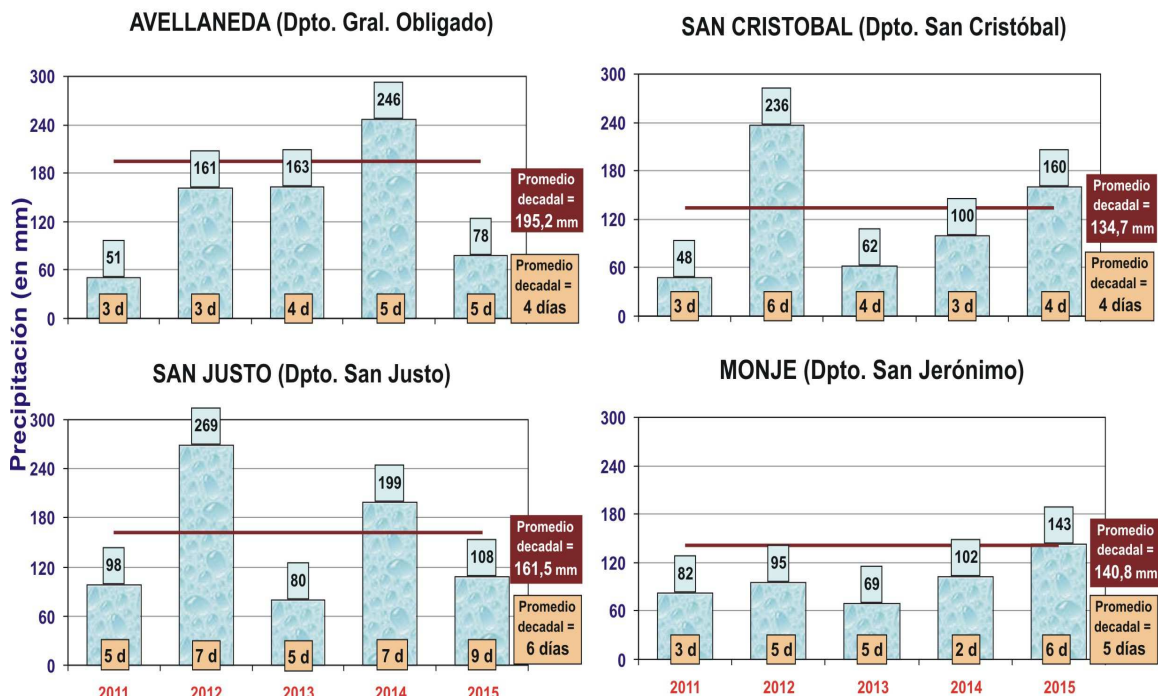 AVELLANEDA (Dpto. Gral. Obligado)
300
240
180
120
60
0
51
161
163
246
78
3 d
3 d
4 d
5 d
5 d
Promedio
decadal =
195,2 mm
Promedio
decadal =
4 días
SAN CRISTOBAL (Dpto. San Cristóbal)
300
240
180
120
60
0
48
236
62
100
160
3 d
6 d
4 d
3 d
4 d
Promedio
decadal =
134,7 mm
Promedio
decadal =
4 días
Precipitación (en mm)
SAN JUSTO (Dpto. San Justo)
300
240
180
120
60
0
98
269
80
199
108
5 d
7 d
5 d
7 d
9 d
Promedio
decadal =
161,5 mm
Promedio
decadal =
6 días
2011
2012
2013
2014
2015
MONJE (Dpto. San Jerónimo)
300
240
180
120
60
0
82
95
69
102
143
3 d
5 d
5 d
2 d
6 d
Promedio
decadal =
140,8 mm
Promedio
decadal =
5 días
2011
2012
2013
2014
2015